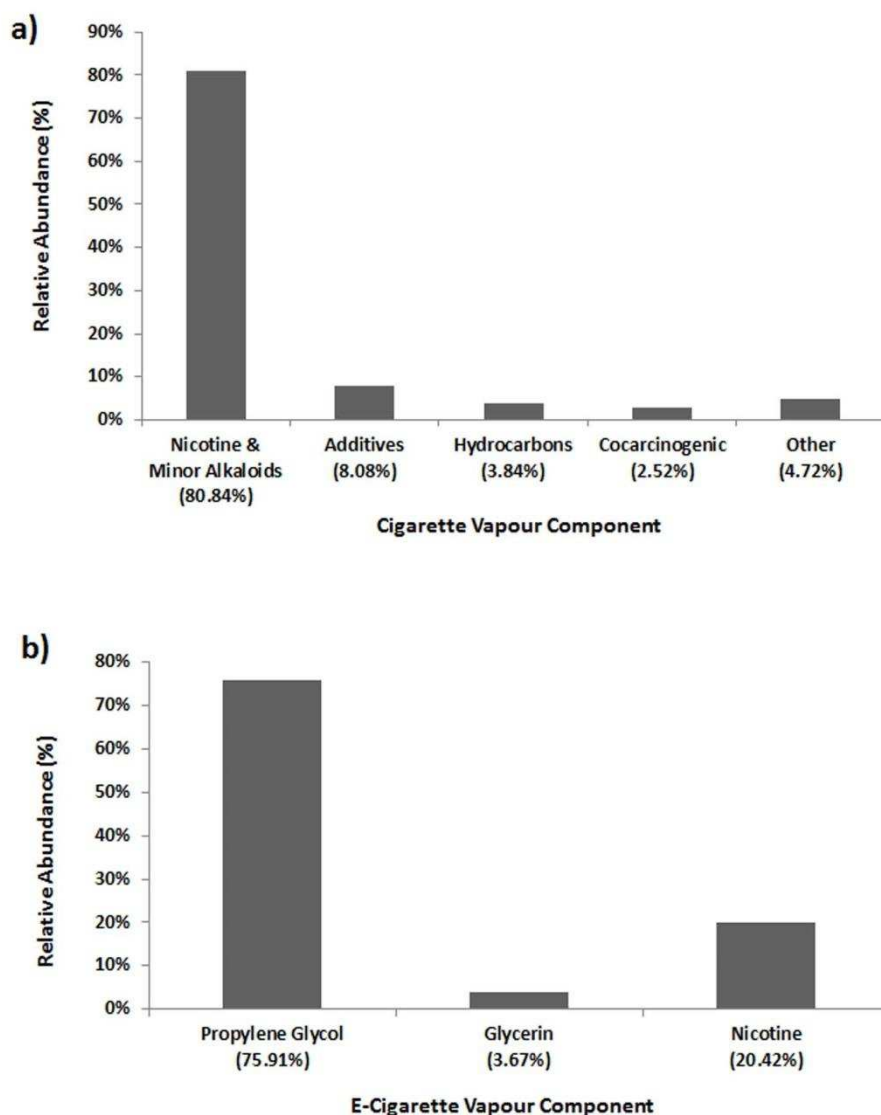 a)
90%
80%
70%
60%
50%
40%
30%
20%
10%
0%
Relative Abundance (%)
Nicotine & Additives Hydrocarbons Cocarcinogenic Other
Minor Alkaloids (8.08%) (3.84%) (2.52%) (4.72%)
(80.84%)
Cigarette Vapour Component
b)
80%
70%
60%
50%
40%
30%
20%
10%
0%
Relative Abundance (%)
Propylene Glycol Glycerin Nicotine
(75.91%) (3.67%) (20.42%)
E-Cigarette Vapour Component